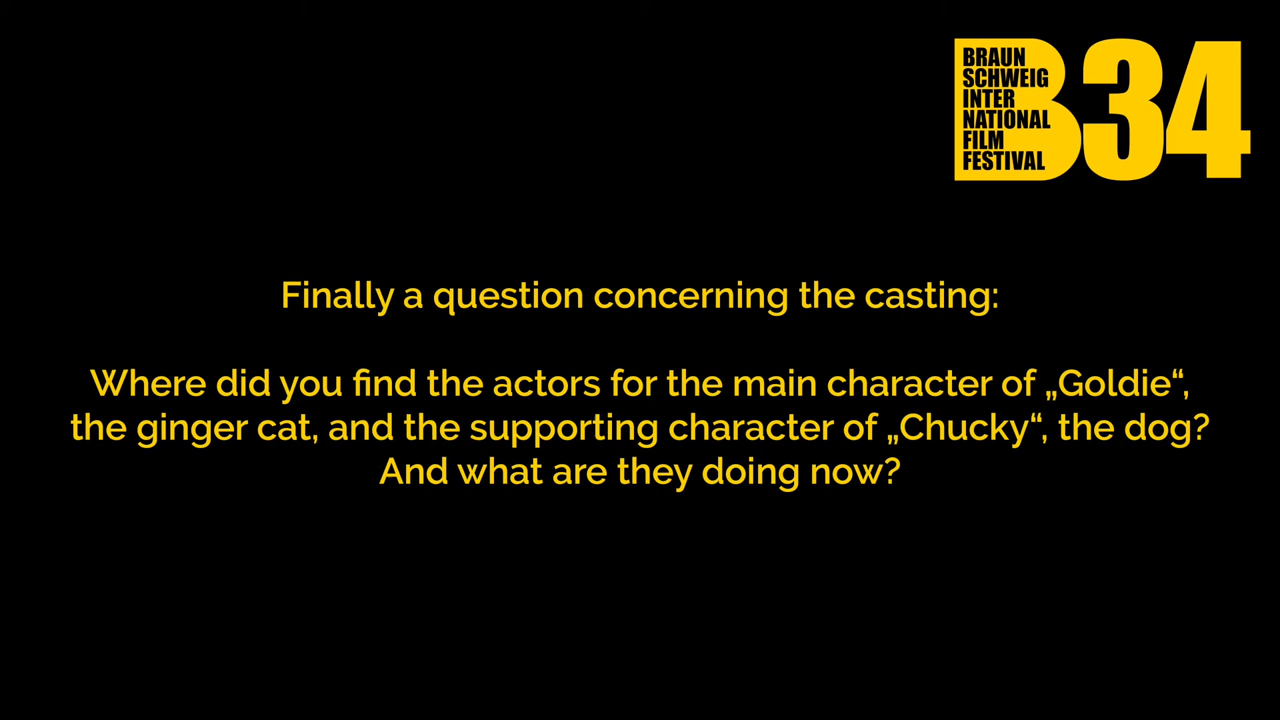 BRAUN
SCHWEIG
INTER
NATIONAL
FILM
FESTIVAL
B34
Finally a question concerning the casting:
Where did you find the actors for the main character of „Goldie“,
the ginger cat, and the supporting character of „Chucky“, the dog?
And what are they doing now?